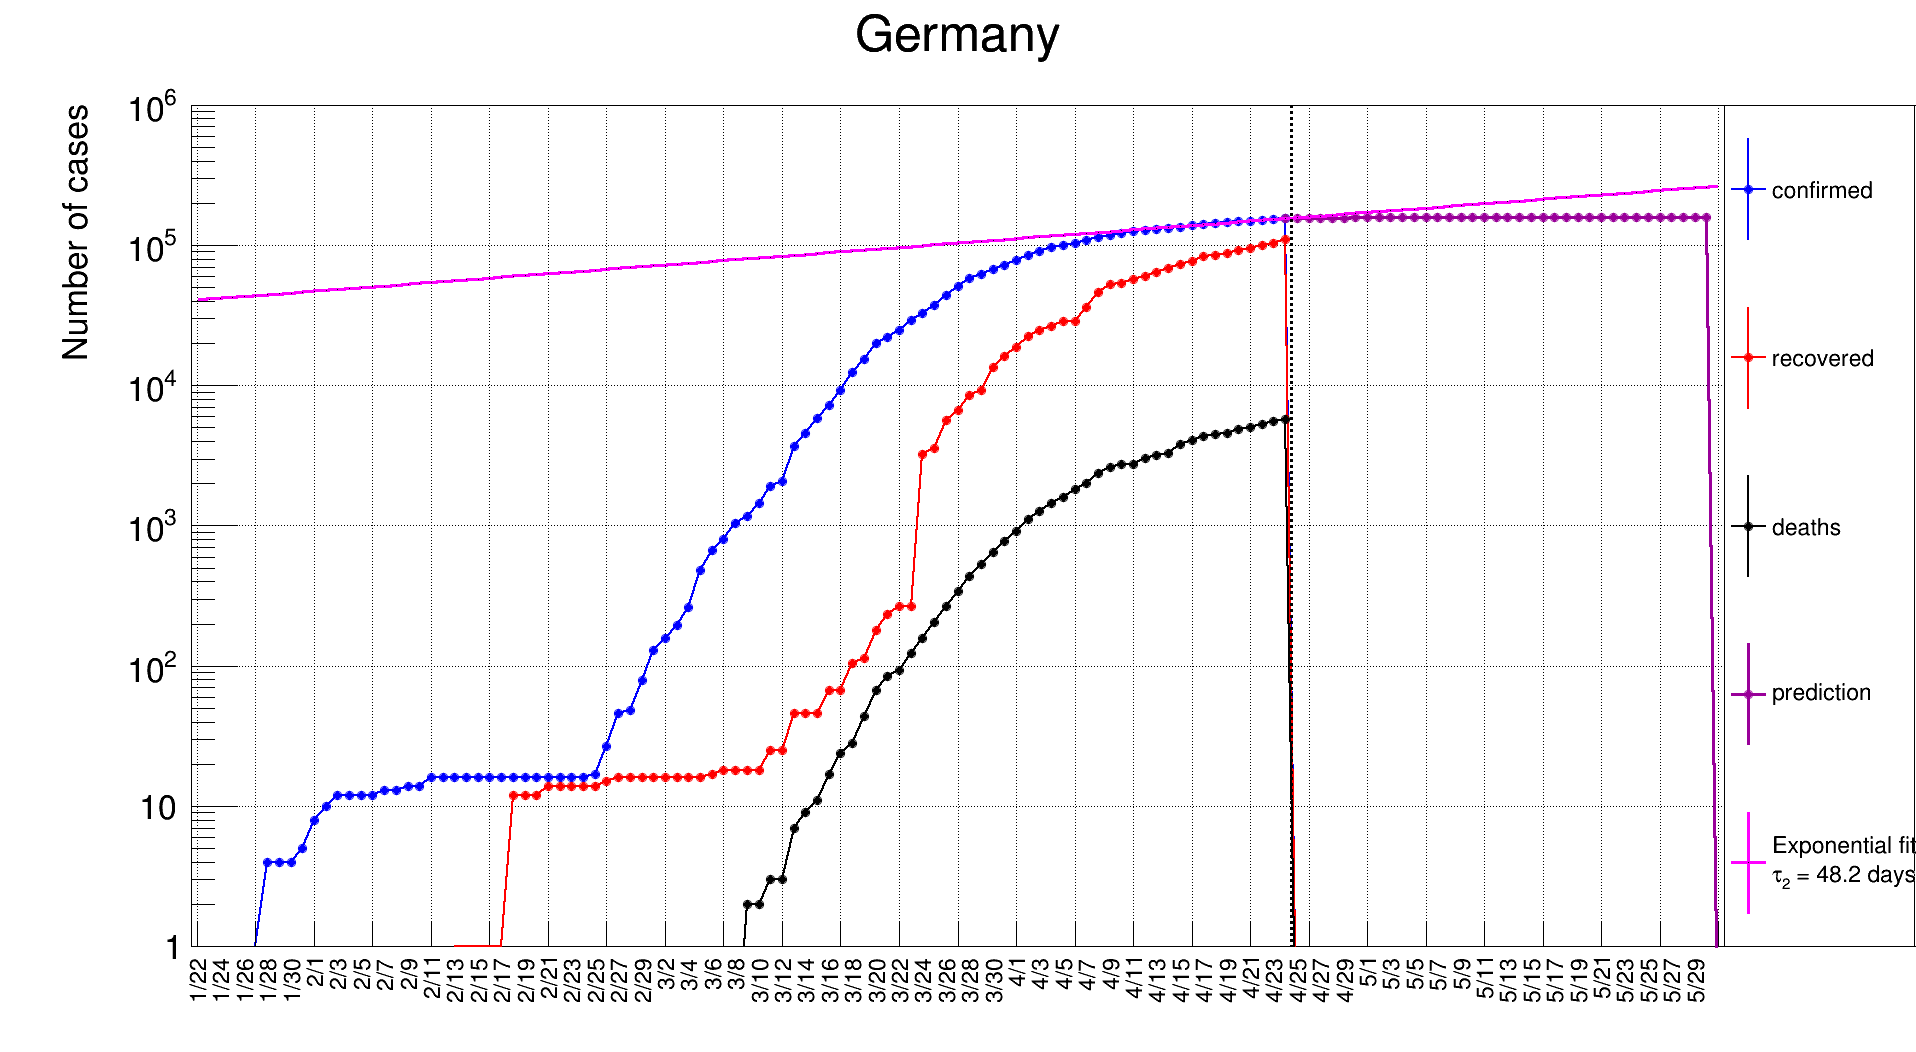 Germany
Number of cases
10^6
10^5
10^4
10^3
10^2
10
1
1/22 1/24 1/26 1/28 1/30 2/1 2/3 2/5 2/7 2/9 2/11 2/13 2/15 2/17 2/19 2/21 2/23 2/25 2/27 2/29 3/2 3/4 3/6 3/8 3/10 3/12 3/14 3/16 3/18 3/20 3/22 3/24 3/26 3/28 3/30 4/1 4/3 4/5 4/7 4/9 4/11 4/13 4/15 4/17 4/19 4/21 4/23 4/25 4/27 4/29 5/1 5/3 5/5 5/7 5/9 5/11 5/13 5/15 5/17 5/19 5/21 5/23 5/25 5/27 5/29
confirmed
recovered
deaths
prediction
Exponential fit
τ₂ = 48.2 days